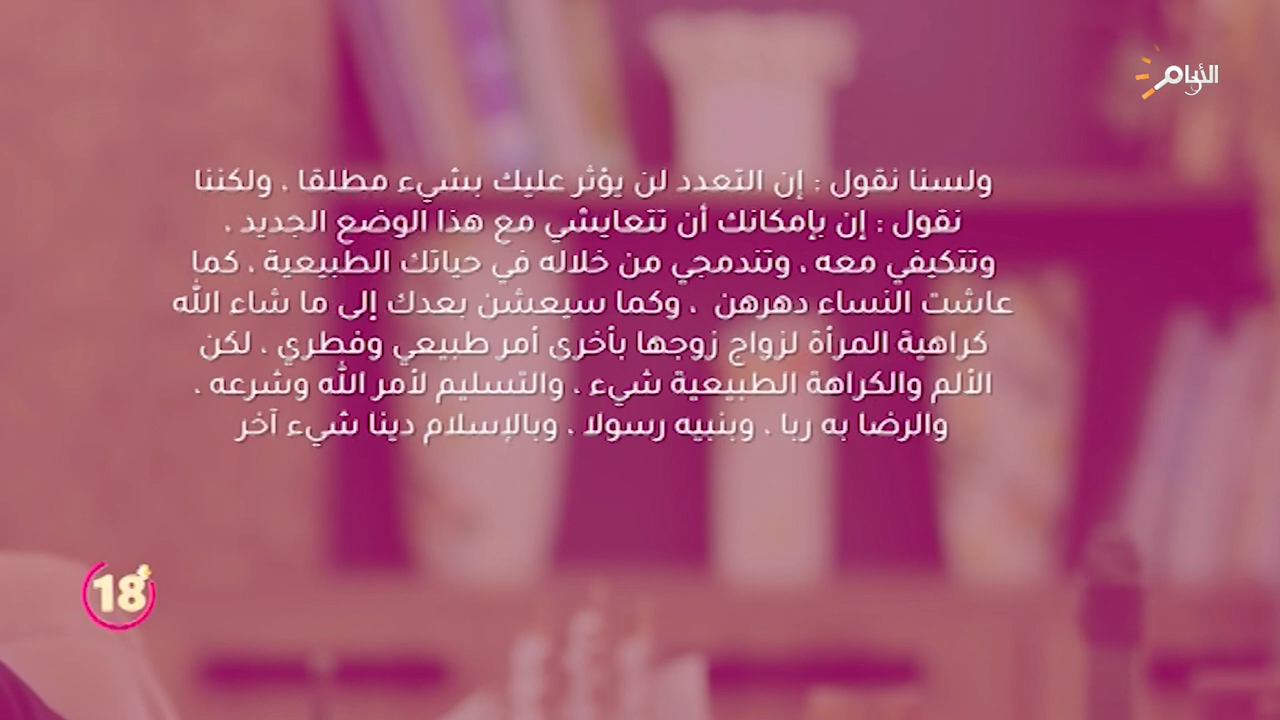 ولسنا نقول : إن التعدد لن يؤثر عليك بشيء مطلقا ، ولكننا
نقول : إن بإمكانك أن تتعايشي مع هذا الوضع الجديد ،
وتتكيفي معه ، وتندمجي من خلاله في حياتك الطبيعية ، كما
عاشت النساء دهرهن ، وكما سيعشن بعدك إلى ما شاء الله
كراهية المرأة لزواج زوجها بأخرى أمر طبيعي وفطري ، لكن
الألم والكراهة الطبيعية شيء ، والتسليم لأمر الله وشرعه ،
والرضا به ربا ، وبنبيه رسولا ، وبالإسلام دينا شيء آخر
18+